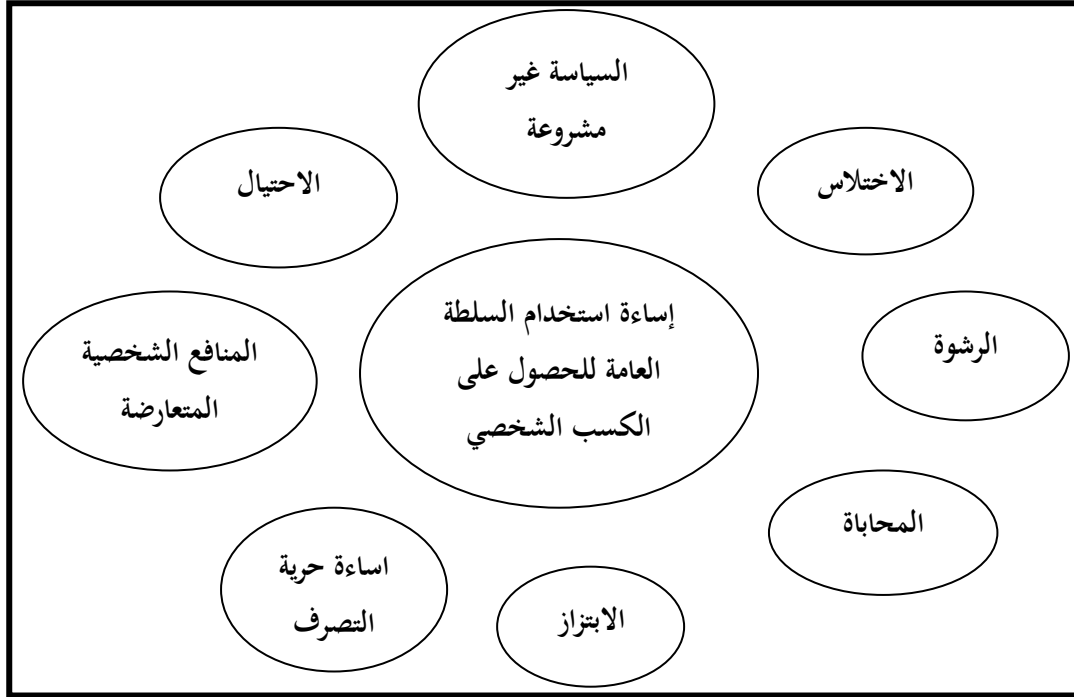 السياسة غير
مشروعة
الاختلاس
الاحتيال
الرشوة
إساءة استخدام السلطة
العامة للحصول على
الكسب الشخصي
المنافع الشخصية
المتعارضة
المحاباة
اساءة حرية
التصرف
الابتزاز